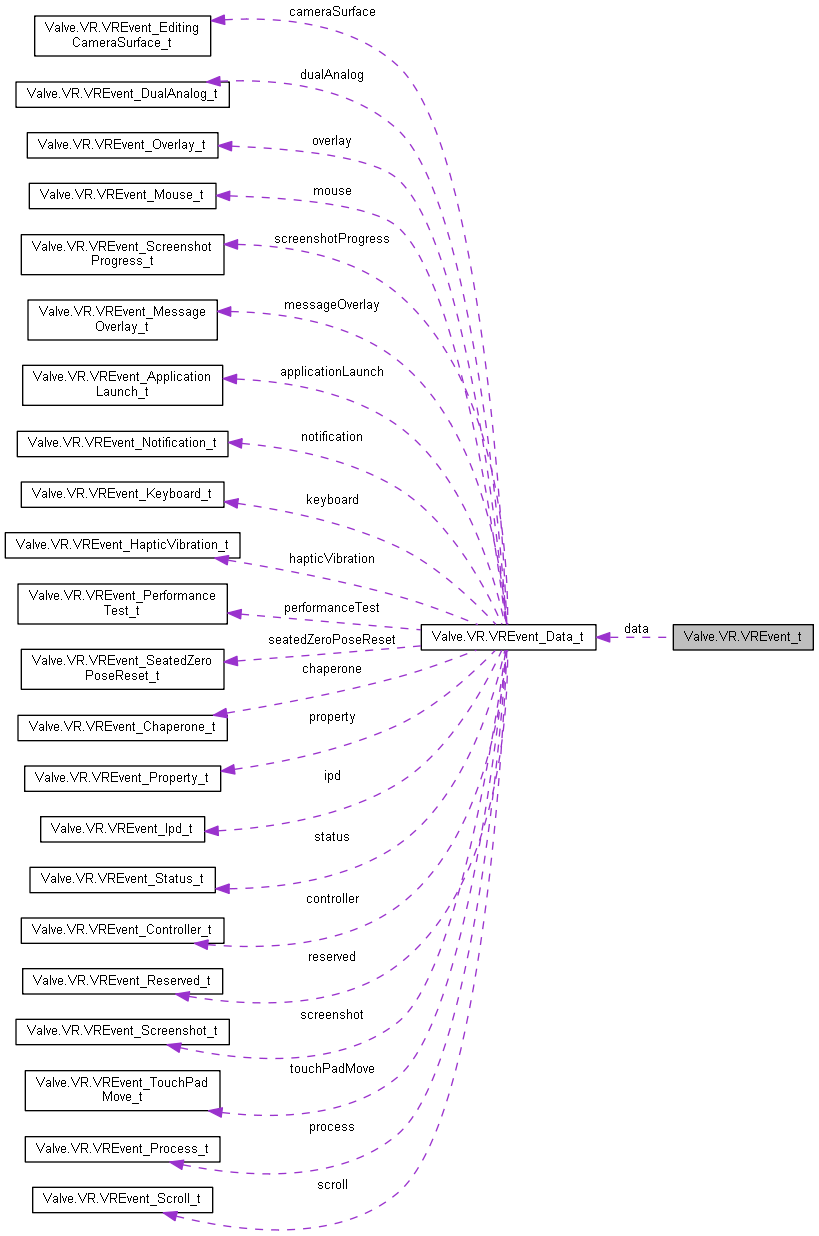 cameraSurface
Valve.VR.VREvent_Editing
CameraSurface_t
dualAnalog
Valve.VR.VREvent_DualAnalog_t
overlay
Valve.VR.VREvent_Overlay_t
mouse
Valve.VR.VREvent_Mouse_t
screenshotProgress
Valve.VR.VREvent_Screenshot
Progress_t
messageOverlay
Valve.VR.VREvent_Message
Overlay_t
applicationLaunch
Valve.VR.VREvent_Application
Launch_t
notification
Valve.VR.VREvent_Notification_t
keyboard
Valve.VR.VREvent_Keyboard_t
hapticVibration
Valve.VR.VREvent_HapticVibration_t
performanceTest
Valve.VR.VREvent_Performance
Test_t
seatedZeroPoseReset
Valve.VR.VREvent_SeatedZero
PoseReset_t
Valve.VR.VREvent_Data_t
data
Valve.VR.VREvent_t
chaperone
Valve.VR.VREvent_Chaperone_t
property
Valve.VR.VREvent_Property_t
ipd
Valve.VR.VREvent_Ipd_t
status
Valve.VR.VREvent_Status_t
controller
Valve.VR.VREvent_Controller_t
reserved
Valve.VR.VREvent_Reserved_t
screenshot
Valve.VR.VREvent_Screenshot_t
touchPadMove
Valve.VR.VREvent_TouchPad
Move_t
process
Valve.VR.VREvent_Process_t
scroll
Valve.VR.VREvent_Scroll_t